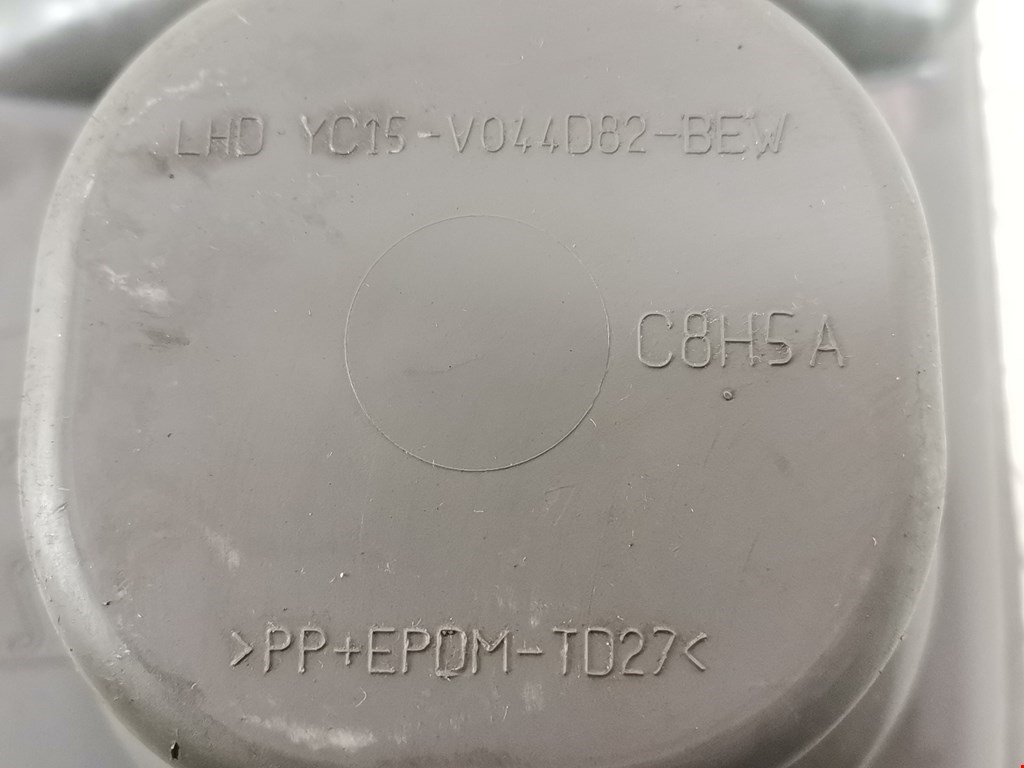 LHD YC15-V044D82-BEW
C8H5A
>PP+EPDM-TD27<